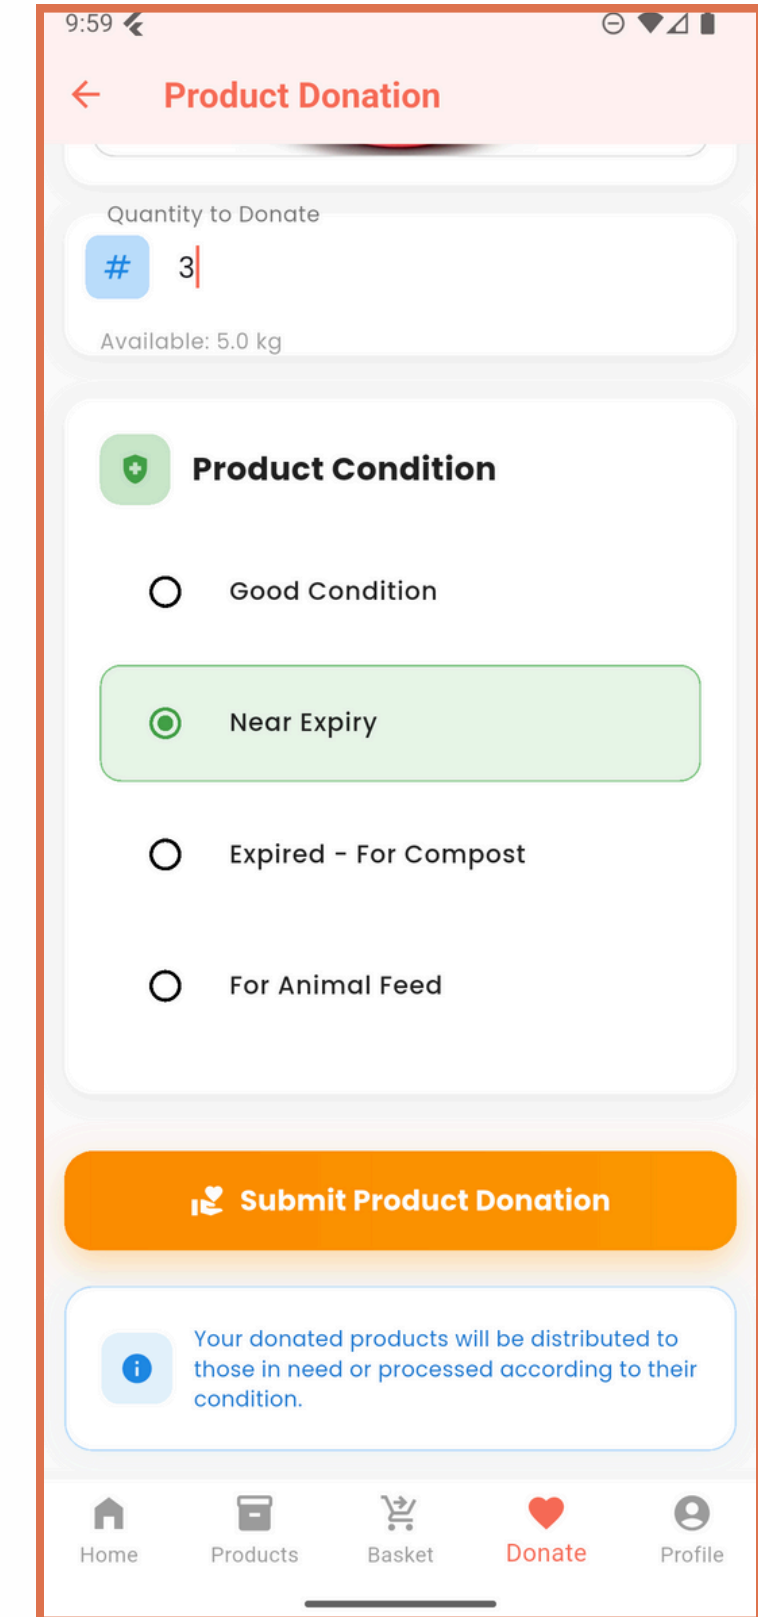 9:59
Product Donation
Quantity to Donate
# 3
Available: 5.0 kg
Product Condition
Good Condition
Near Expiry
Expired - For Compost
For Animal Feed
Submit Product Donation
Your donated products will be distributed to
those in need or processed according to their
condition.
Home Products Basket Donate Profile